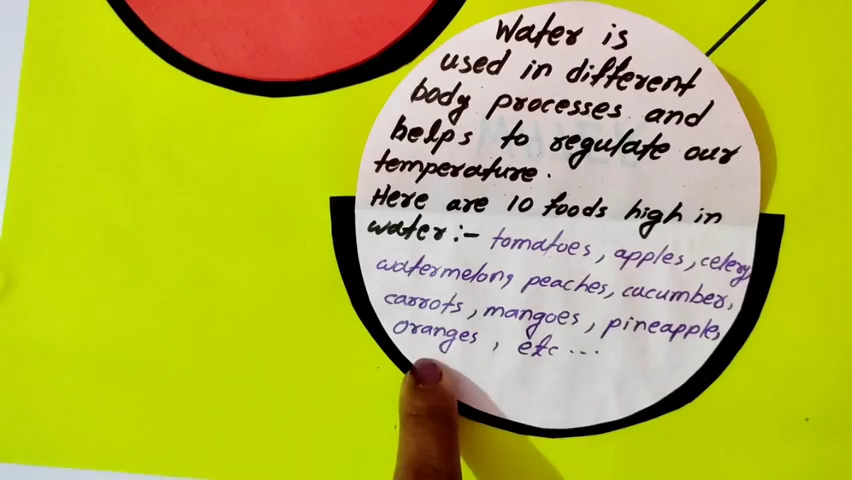 Water is
used in different
body processes and
helps to regulate our
temperature.
Here are 10 foods high in
water:- tomatoes, apples, celery
watermelong peaches, cucumber,
carrots, mangoes, pineapple,
oranges, etc...